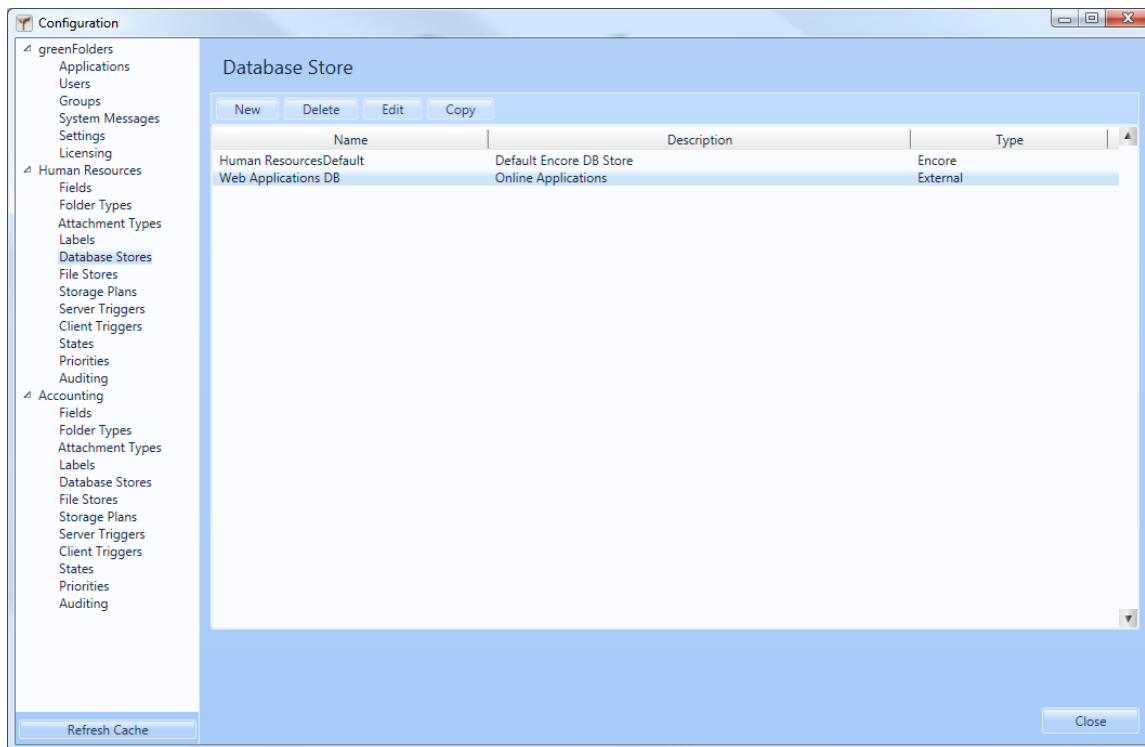 Configuration
greenFolders
Applications
Users
Groups
System Messages
Settings
Licensing
Human Resources
Fields
Folder Types
Attachment Types
Labels
Database Stores
File Stores
Storage Plans
Server Triggers
Client Triggers
States
Priorities
Auditing
Accounting
Fields
Folder Types
Attachment Types
Labels
Database Stores
File Stores
Storage Plans
Server Triggers
Client Triggers
States
Priorities
Auditing
Refresh Cache
Database Store
New Delete Edit Copy
Name Description Type
Human ResourcesDefault Default Encore DB Store Encore
Web Applications DB Online Applications External
Close